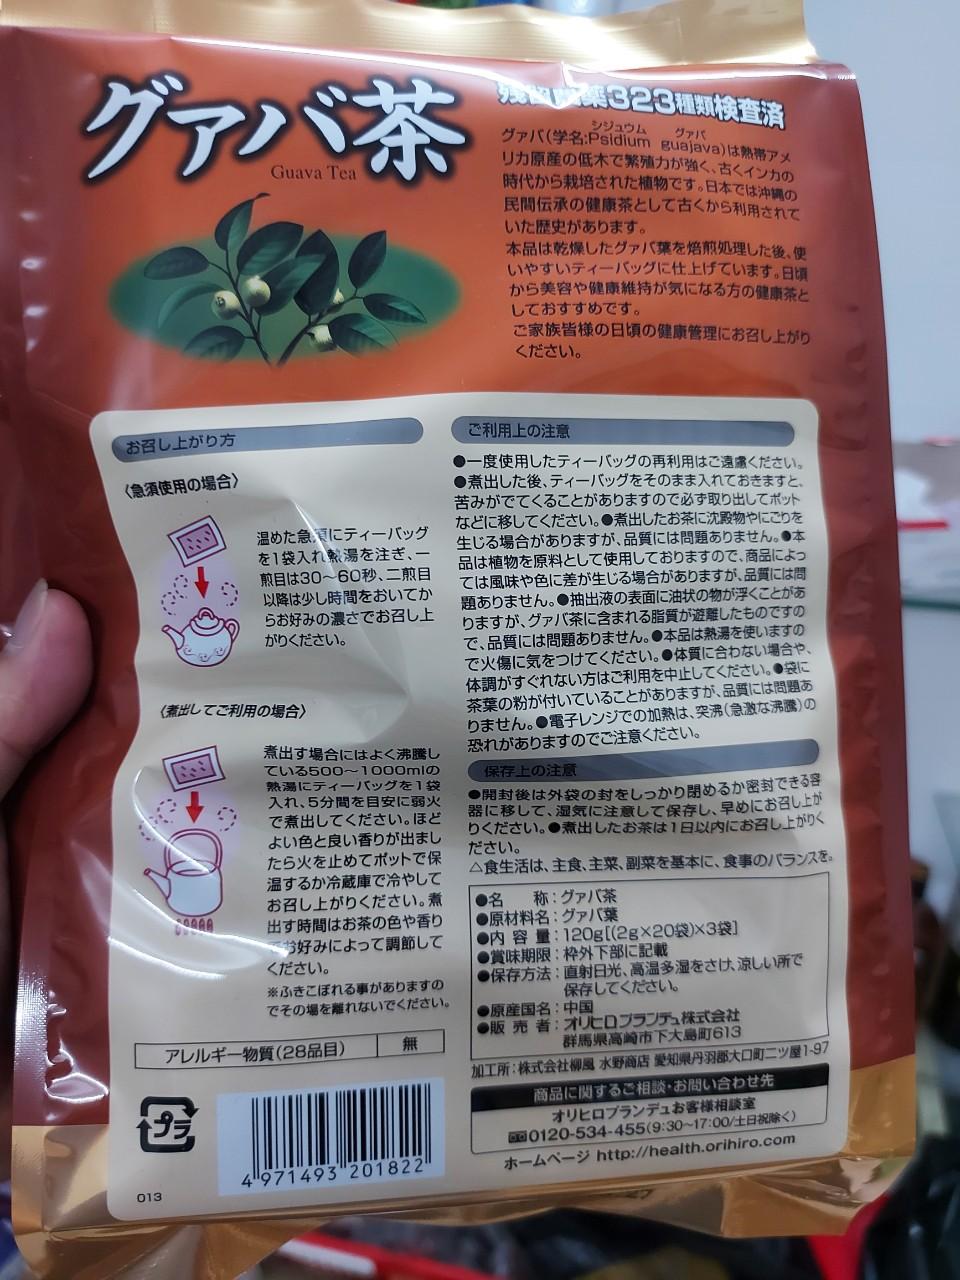 グァバ茶
Guava Tea
残留農薬323種類検査済
シジュウム グァバ
グァバ(学名:Psidium guajava)は熱帯アメ
リカ原産の低木で繁殖力が強く、古くインカの
時代から栽培された植物です。日本では沖縄の
民間伝承の健康茶として古くから利用されて
いた歴史があります。
本品は乾燥したグァバ葉を焙煎処理した後、使
いやすいティーバッグに仕上げています。日頃
から美容や健康維持が気になる方の健康茶と
しておすすめです。
ご家族皆様の日頃の健康管理にお召し上がり
ください。
お召し上がり方
〈急須使用の場合〉
温めた急須にティーバッグ
を1袋入れ熱湯を注ぎ、一
煎目は30〜60秒、二煎目
以降は少し時間をおいてか
らお好みの濃さでお召し上
がりください。
〈煮出してご利用の場合〉
煮出す場合にはよく沸騰し
ている500〜1000mlの
熱湯にティーバッグを1袋
入れ、5分間を目安に弱火
で煮出してください。ほど
よい色と良い香りが出まし
たら火を止めてポットで保
温するか冷蔵庫で冷やして
お召し上がりください。煮
出す時間はお茶の色や香り
でお好みによって調節して
ください。
※ふきこぼれる事がありますの
でその場を離れないでください。
アレルギー物質(28品目) 無
プラ
4 971493 201822
013
ご利用上の注意
●一度使用したティーバッグの再利用はご遠慮ください。
●煮出した後、ティーバッグをそのまま入れておきますと、
苦みがでてくることがありますので必ず取り出してポット
などに移してください。●煮出したお茶に沈殿物やにごりを
生じる場合がありますが、品質には問題ありません。●本
品は植物を原料として使用しておりますので、商品によっ
ては風味や色に差が生じる場合がありますが、品質には問
題ありません。●抽出液の表面に油状の物が浮くことがあ
りますが、グァバ茶に含まれる脂質が遊離したものですの
で、品質には問題ありません。●本品は熱湯を使いますの
で火傷に気をつけてください。●体質に合わない場合や、
体調がすぐれない方はご利用を中止してください。●袋に
茶葉の粉が付いていることがありますが、品質には問題あ
りません。●電子レンジでの加熱は、突沸(急激な沸騰)の
恐れがありますのでご注意ください。
保存上の注意
●開封後は外袋の封をしっかり閉めるか密封できる容
器に移して、湿気に注意して保存し、早めにお召し上が
りください。●煮出したお茶は1日以内にお召し上がりく
ださい。
△食生活は、主食、主菜、副菜を基本に、食事のバランスを。
●名 称:グァバ茶
●原材料名:グァバ葉
●内 容 量:120g[(2g×20袋)×3袋]
●賞味期限:枠外下部に記載
●保存方法:直射日光、高温多湿をさけ、涼しい所で
保存してください。
●原産国名:中国
●販 売 者:オリヒロプランデュ株式会社
群馬県高崎市下大島町613
加工所:株式会社柳風 水野商店 愛知県丹羽郡大口町二ツ屋1-97
商品に関するご相談・お問い合わせ先
オリヒロプランデュお客様相談室
0120-534-455(9:30〜17:00/土日祝除く)
ホームページ http://health.orihiro.com